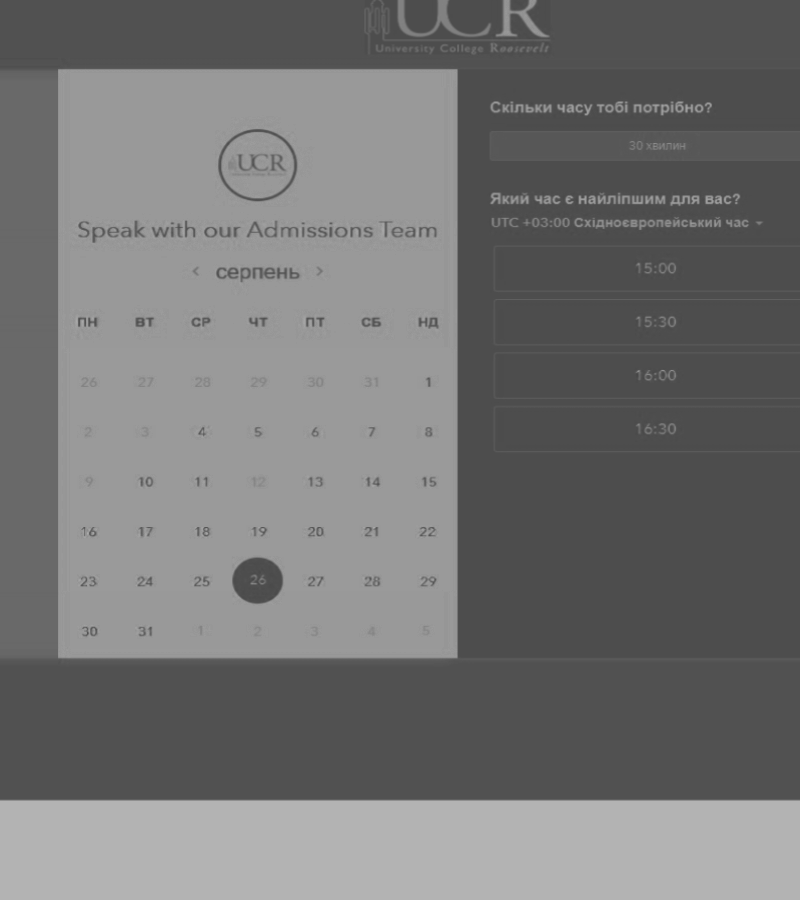 UCR
University College Roosevelt
UCR
Speak with our Admissions Team
< серпень >
ПН ВТ СР ЧТ ПТ СБ НД
26 27 28 29 30 31 1
2 3 4 5 6 7 8
9 10 11 12 13 14 15
16 17 18 19 20 21 22
23 24 25 26 27 28 29
30 31 1 2 3 4 5
Скільки часу тобі потрібно?
30 хвилин
Який час є найліпшим для вас?
UTC +03:00 Східноєвропейський час
15:00
15:30
16:00
16:30